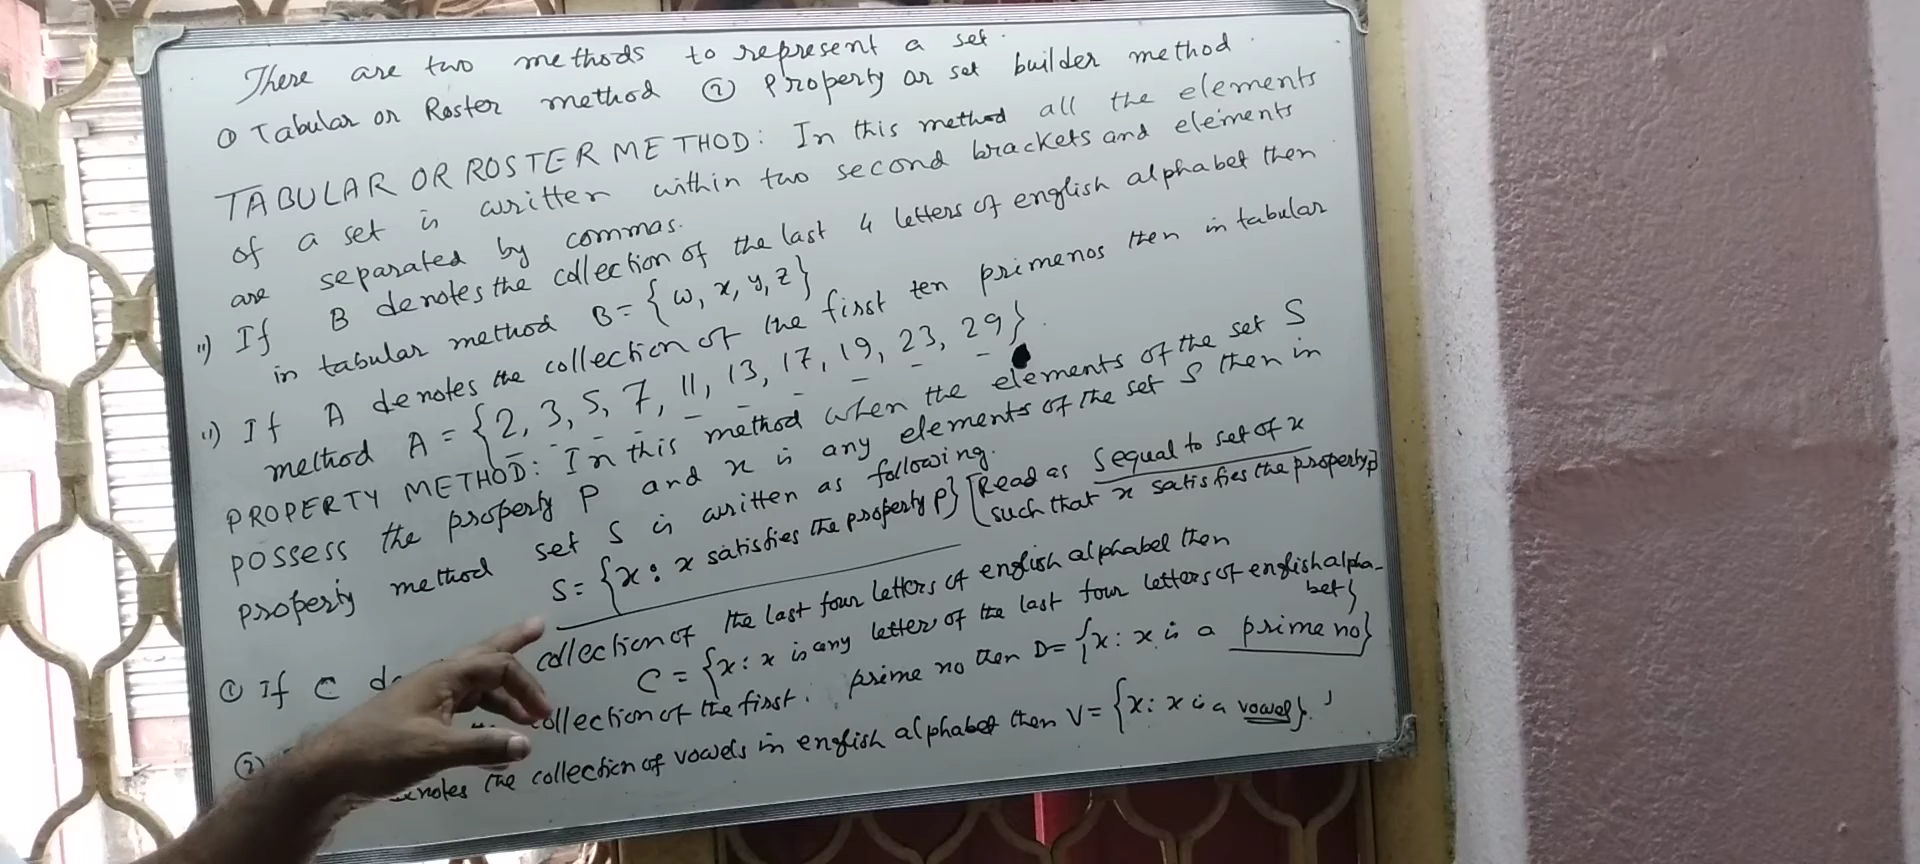 There are two methods to represent a set.
① Tabular or Roster method ② Property or set builder method.
TABULAR OR ROSTER METHOD: In this method all the elements
of a set is written within two second brackets and elements
are separated by commas.
i) If B denotes the collection of the last 4 letters of english alphabet then
in tabular method B = {w, x, y, z}
ii) If A denotes the collection of the first ten primenos then in tabular
method A = {2, 3, 5, 7, 11, 13, 17, 19, 23, 29}.
PROPERTY METHOD: In this method when the elements of the set S
possess the property P and x is any elements of the set S then in
property method set S is written as following.
S = {x : x satisfies the property P} [Read as S equal to set of x
such that x satisfies the property P]
① If C collection of the last four letters of english alphabet then
C = {x : x is any letter of the last four letters of english alpha-
bet}
② collection of the first prime no then D = {x : x is a prime no}
the collection of vowels in english alphabet then V = {x : x is a vowel}.